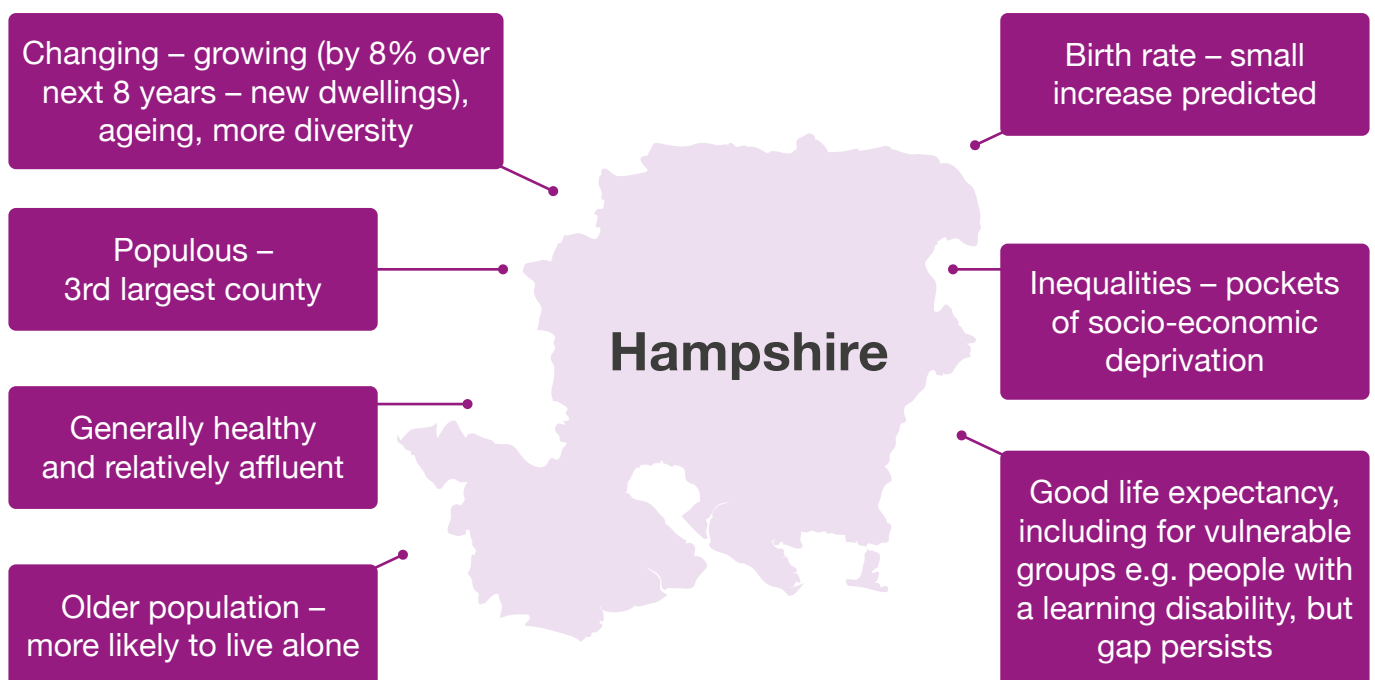 Changing – growing (by 8% over
next 8 years – new dwellings),
ageing, more diversity
Populous –
3rd largest county
Generally healthy
and relatively affluent
Older population –
more likely to live alone
Hampshire
Birth rate – small
increase predicted
Inequalities – pockets
of socio-economic
deprivation
Good life expectancy,
including for vulnerable
groups e.g. people with
a learning disability, but
gap persists